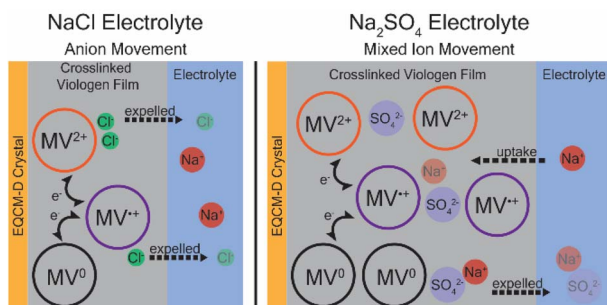 NaCl Electrolyte
Anion Movement
Crosslinked
Viologen Film
Electrolyte
EQCM-D Crystal
MV²⁺
Cl⁻
Cl⁻
expelled
Cl⁻
Na⁺
e⁻
MV•⁺
e⁻
Na⁺
MV⁰
Cl⁻
expelled
Cl⁻
Na₂SO₄ Electrolyte
Mixed Ion Movement
Crosslinked Viologen Film
Electrolyte
EQCM-D Crystal
MV²⁺
SO₄²⁻
MV²⁺
uptake
Na⁺
Na⁺
e⁻
MV•⁺
SO₄²⁻
MV•⁺
e⁻
MV⁰
MV⁰
SO₄²⁻
Na⁺
expelled
Na⁺
SO₄²⁻